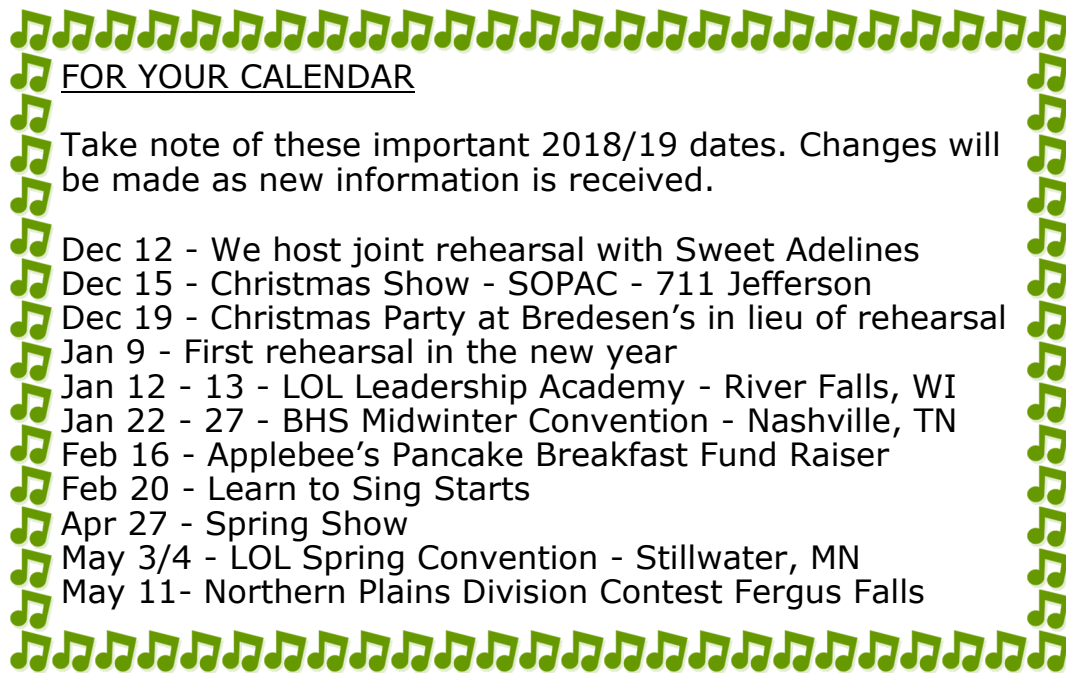 FOR YOUR CALENDAR
Take note of these important 2018/19 dates. Changes will
be made as new information is received.
Dec 12 - We host joint rehearsal with Sweet Adelines
Dec 15 - Christmas Show - SOPAC - 711 Jefferson
Dec 19 - Christmas Party at Bredesen’s in lieu of rehearsal
Jan 9 - First rehearsal in the new year
Jan 12 - 13 - LOL Leadership Academy - River Falls, WI
Jan 22 - 27 - BHS Midwinter Convention - Nashville, TN
Feb 16 - Applebee’s Pancake Breakfast Fund Raiser
Feb 20 - Learn to Sing Starts
Apr 27 - Spring Show
May 3/4 - LOL Spring Convention - Stillwater, MN
May 11- Northern Plains Division Contest Fergus Falls